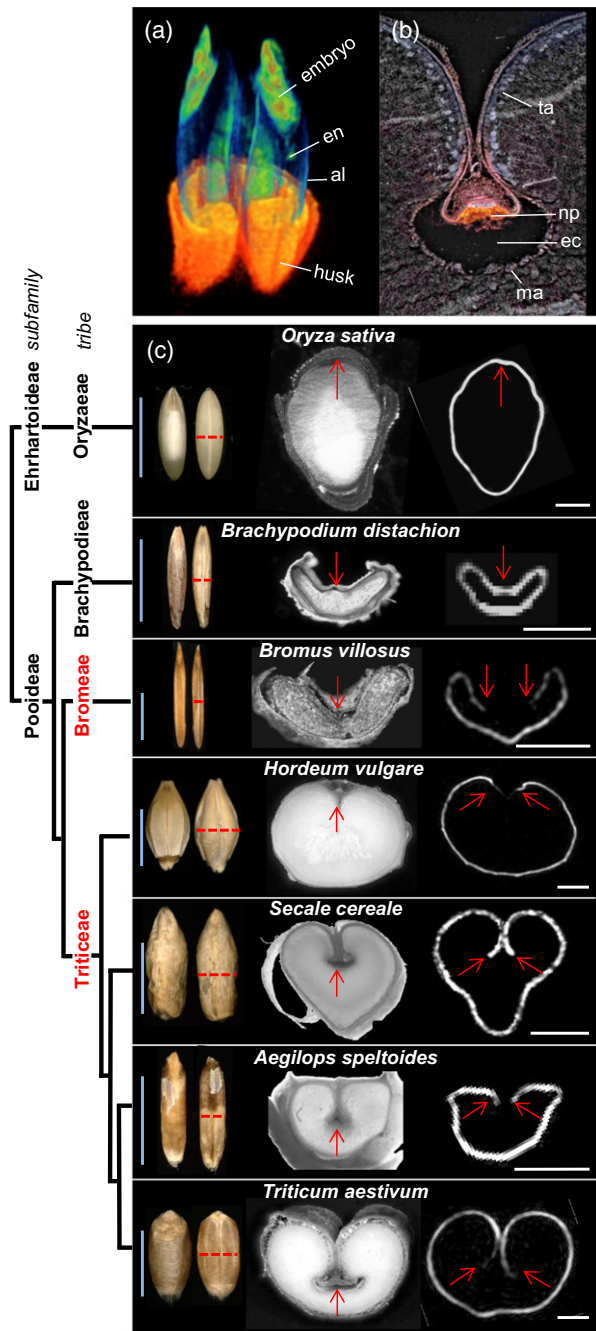 (a)
embryo
en
al
husk
(b)
ta
np
ec
ma
subfamily
tribe
(c)
Oryza sativa
Ehrhartoideae
Oryzaeae
Brachypodium distachion
Brachypodieae
Pooideae
Bromus villosus
Bromeae
Hordeum vulgare
Triticeae
Secale cereale
Aegilops speltoides
Triticum aestivum